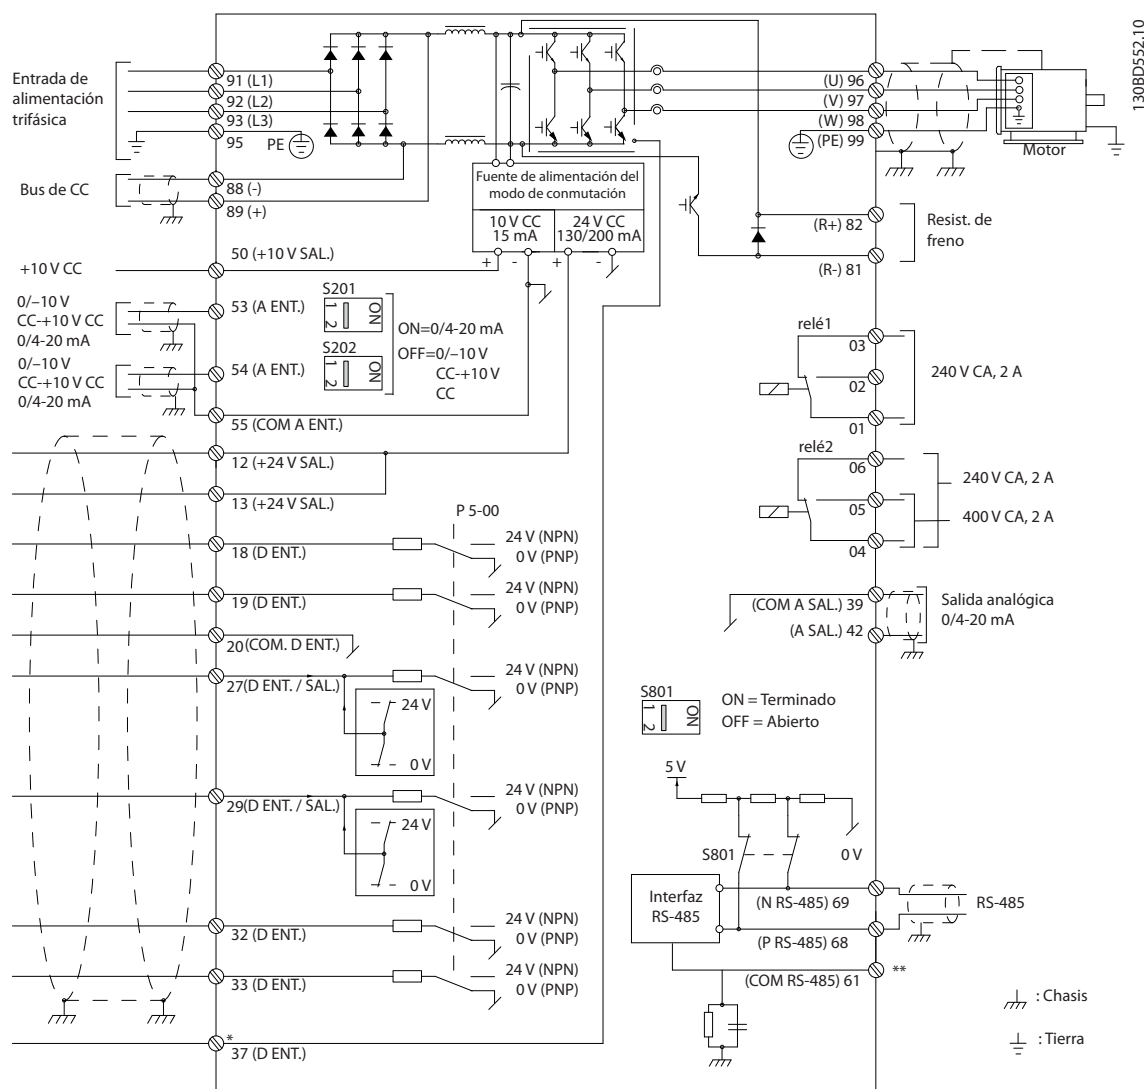 130BD552.10
Entrada de
alimentación
trifásica
91 (L1)
92 (L2)
93 (L3)
95
PE
Bus de CC
88 (-)
89 (+)
50 (+10 V SAL.)
+10 V CC
0/–10 V
CC-+10 V CC
0/4-20 mA
53 (A ENT.)
0/–10 V
CC-+10 V CC
0/4-20 mA
54 (A ENT.)
55 (COM A ENT.)
12 (+24 V SAL.)
13 (+24 V SAL.)
18 (D ENT.)
19 (D ENT.)
20 (COM. D ENT.)
27 (D ENT. / SAL.)
29 (D ENT. / SAL.)
32 (D ENT.)
33 (D ENT.)
*
37 (D ENT.)
Fuente de alimentación del
modo de conmutación
10 V CC
15 mA
24 V CC
130/200 mA
+ - + -
S201
1 2 ON
S202
1 2 ON
ON=0/4-20 mA
OFF=0/–10 V
CC-+10 V
CC
P 5-00
24 V (NPN)
0 V (PNP)
24 V (NPN)
0 V (PNP)
24 V (NPN)
0 V (PNP)
24 V
0 V
24 V (NPN)
0 V (PNP)
24 V
0 V
24 V (NPN)
0 V (PNP)
24 V (NPN)
0 V (PNP)
(U) 96
(V) 97
(W) 98
(PE) 99
Motor
(R+) 82
(R-) 81
Resist. de
freno
relé1
03
02
01
240 V CA, 2 A
relé2
06
05
04
240 V CA, 2 A
400 V CA, 2 A
(COM A SAL.) 39
(A SAL.) 42
Salida analógica
0/4-20 mA
S801
1 2 ON
ON = Terminado
OFF = Abierto
5 V
S801
0 V
Interfaz
RS-485
(N RS-485) 69
(P RS-485) 68
(COM RS-485) 61
RS-485
**
: Chasis
: Tierra